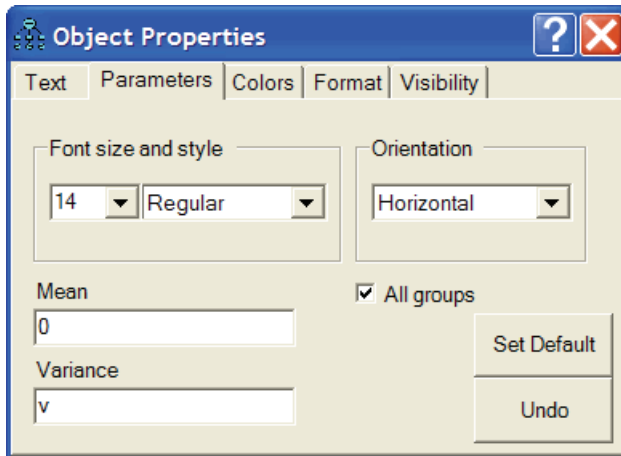 Object Properties
Text Parameters Colors Format Visibility
Font size and style
Orientation
14 Regular
Horizontal
Mean
All groups
0
Set Default
Variance
v
Undo